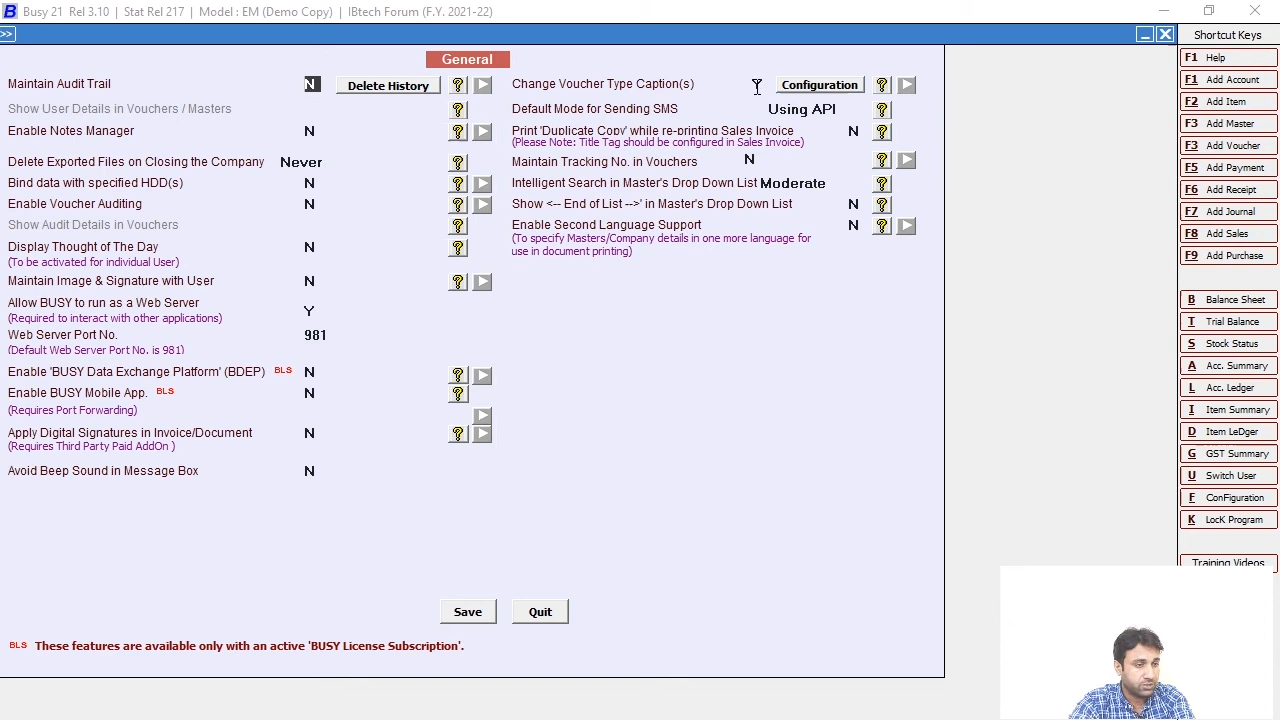 Busy 21 Rel 3.10 | Stat Rel 217 | Model : EM (Demo Copy) | IBtech Forum (F.Y. 2021-22)
>>
General
Maintain Audit Trail N Delete History ?
Show User Details in Vouchers / Masters ?
Enable Notes Manager N ?
Delete Exported Files on Closing the Company Never ?
Bind data with specified HDD(s) N ?
Enable Voucher Auditing N ?
Show Audit Details in Vouchers ?
Display Thought of The Day N ?
(To be activated for individual User)
Maintain Image & Signature with User N ?
Allow BUSY to run as a Web Server Y
(Required to interact with other applications)
Web Server Port No. 981
(Default Web Server Port No. is 981)
Enable 'BUSY Data Exchange Platform' (BDEP) BLS N ?
Enable BUSY Mobile App. BLS N ?
(Requires Port Forwarding)
Apply Digital Signatures in Invoice/Document N ?
(Requires Third Party Paid AddOn )
Avoid Beep Sound in Message Box N
Change Voucher Type Caption(s) Y Configuration ?
Default Mode for Sending SMS Using API ?
Print 'Duplicate Copy' while re-printing Sales Invoice N ?
(Please Note: Title Tag should be configured in Sales Invoice)
Maintain Tracking No. in Vouchers N ?
Intelligent Search in Master's Drop Down List Moderate ?
Show <-- End of List -->' in Master's Drop Down List N ?
Enable Second Language Support N ?
(To specify Masters/Company details in one more language for
use in document printing)
Save Quit
BLS These features are available only with an active 'BUSY License Subscription'.
Shortcut Keys
F1 Help
F1 Add Account
F2 Add Item
F3 Add Master
F3 Add Voucher
F5 Add Payment
F6 Add Receipt
F7 Add Journal
F8 Add Sales
F9 Add Purchase
B Balance Sheet
T Trial Balance
S Stock Status
A Acc. Summary
L Acc. Ledger
I Item Summary
D Item LeDger
G GST Summary
U Switch User
F ConFiguration
K LocK Program
Training Videos